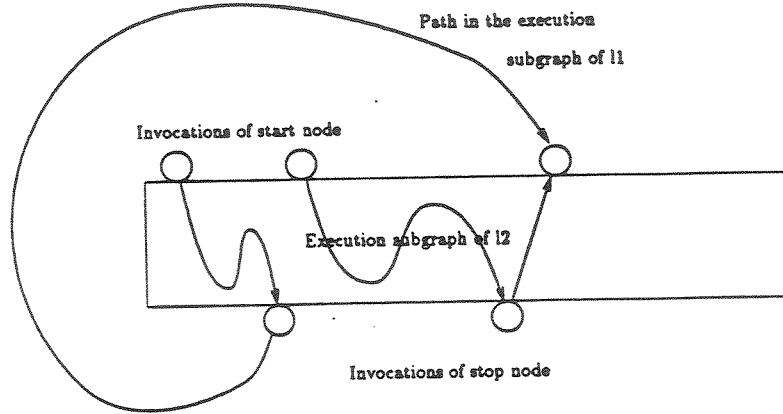 Path in the execution
subgraph of l1
Invocations of start node
Execution subgraph of l2
Invocations of stop node